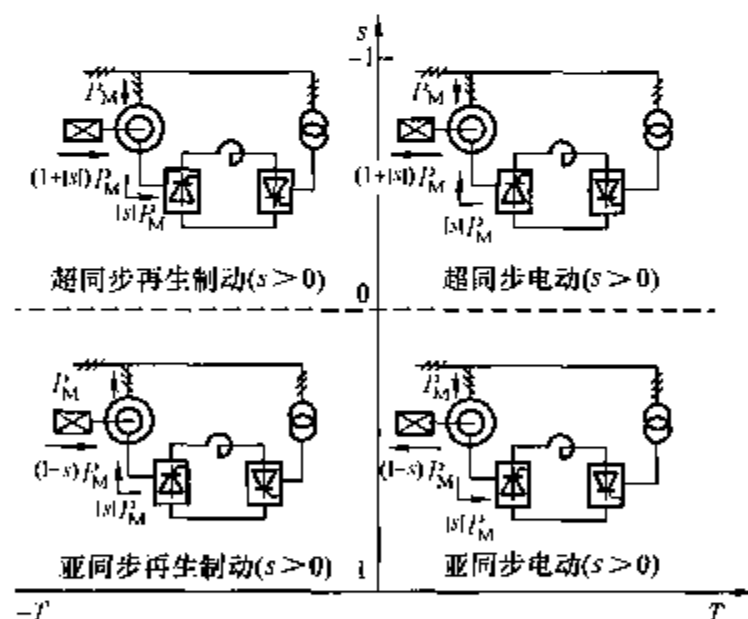 s
-1
P_M
P_M
(1+|s|)P_M
|s|P_M
(1+|s|)P_M
|s|P_M
超同步再生制动(s>0)
0
超同步电动(s>0)
P_M
P_M
(1-s)P_M
|s|P_M
(1-s)P_M
|s|P_M
亚同步再生制动(s>0)
1
亚同步电动(s>0)
-T
T